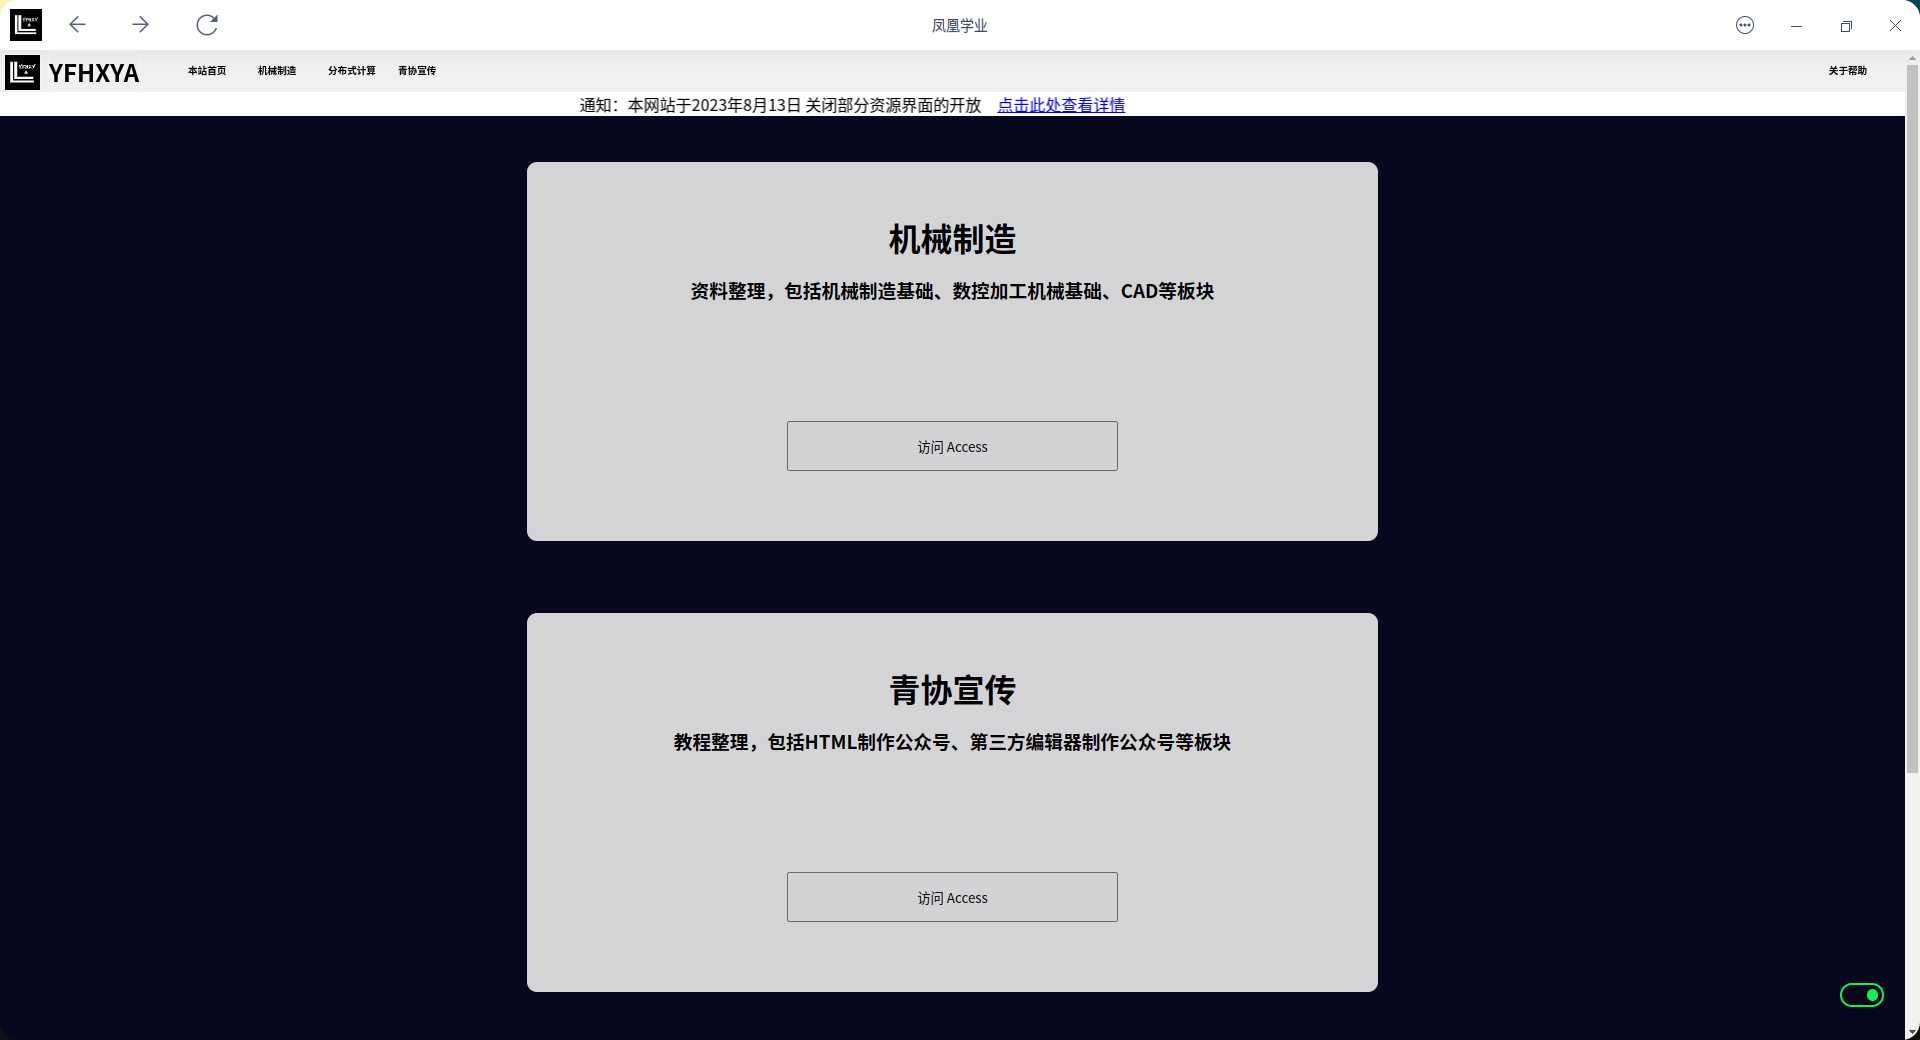 凤凰学业
YFHXYA
本站首页 机械制造 分布式计算 青协宣传 关于帮助
通知：本网站于2023年8月13日 关闭部分资源界面的开放 点击此处查看详情
机械制造
资料整理，包括机械制造基础、数控加工机械基础、CAD等板块
访问 Access
青协宣传
教程整理，包括HTML制作公众号、第三方编辑器制作公众号等板块
访问 Access